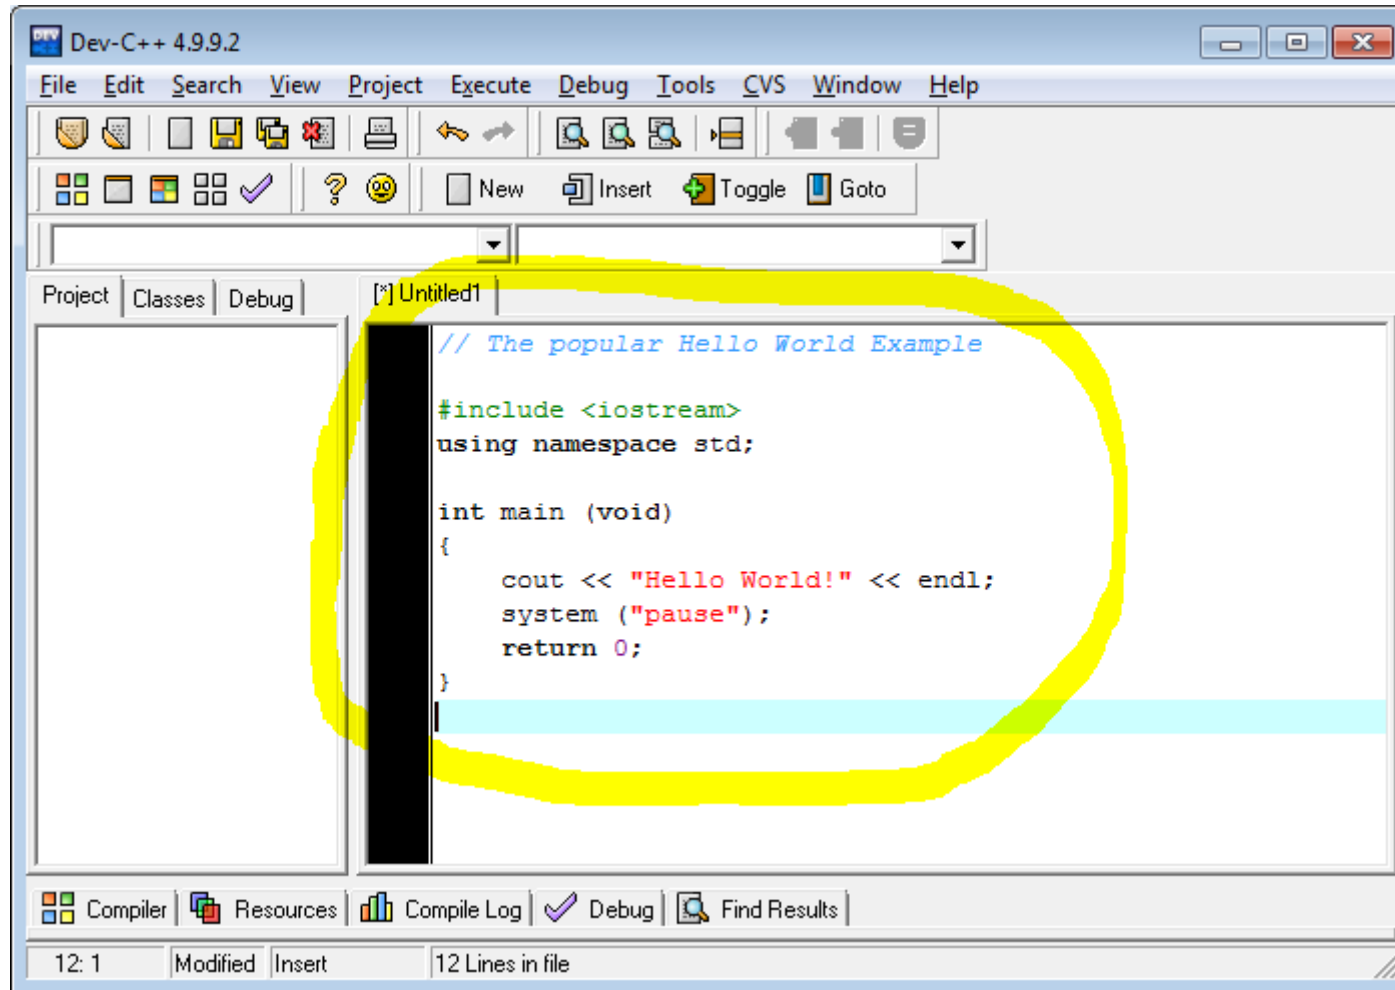 Dev-C++ 4.9.9.2
File Edit Search View Project Execute Debug Tools CVS Window Help
New Insert Toggle Goto
Project Classes Debug [*] Untitled1
// The popular Hello World Example
#include <iostream>
using namespace std;
int main (void)
{
cout << "Hello World!" << endl;
system ("pause");
return 0;
}
Compiler Resources Compile Log Debug Find Results
12: 1 Modified Insert 12 Lines in file